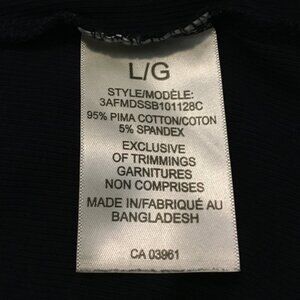 L/G
STYLE/MODÈLE:
3AFMDSSB101128C
95% PIMA COTTON/COTON
5% SPANDEX
EXCLUSIVE
OF TRIMMINGS
GARNITURES
NON COMPRISES
MADE IN/FABRIQUÉ AU
BANGLADESH
CA 03961